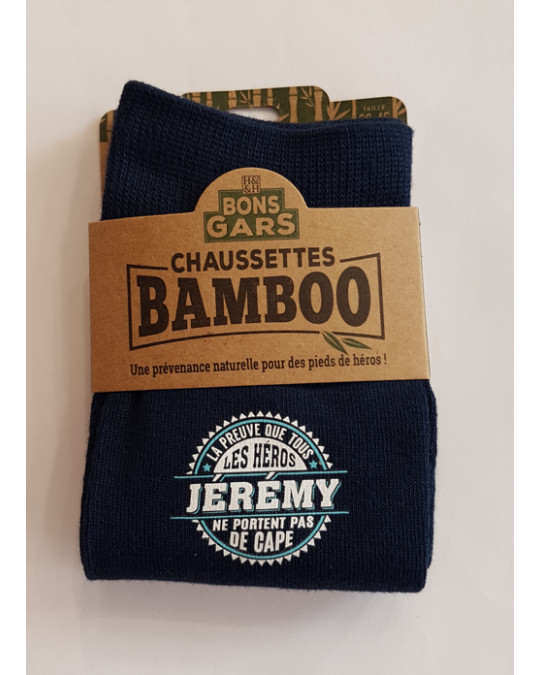 TAILLE
H&H
BONS
GARS
CHAUSSETTES
BAMBOO
Une prévenance naturelle pour des pieds de héros !
LA PREUVE QUE TOUS
LES HÉROS
JÉRÉMY
NE PORTENT PAS
DE CAPE